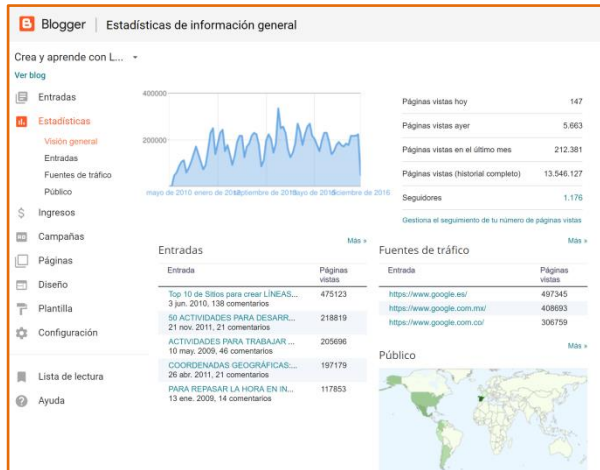 Blogger Estadísticas de información general
Crea y aprende con L...
Ver blog
Entradas
Estadísticas
Visión general
Entradas
Fuentes de tráfico
Público
Ingresos
Campañas
Páginas
Diseño
Plantilla
Configuración
Lista de lectura
Ayuda
400000
200000
mayo de 2010 enero de 2012 septiembre de 2013 mayo de 2015 diciembre de 2016
Páginas vistas hoy 147
Páginas vistas ayer 5.663
Páginas vistas en el último mes 212.381
Páginas vistas (historial completo) 13.546.127
Seguidores 1.176
Gestiona el seguimiento de tu número de páginas vistas
Más »
Entradas
Entrada Páginas
vistas
Top 10 de Sitios para crear LÍNEAS... 475123
3 jun. 2010, 138 comentarios
50 ACTIVIDADES PARA DESARR... 218819
21 nov. 2011, 21 comentarios
ACTIVIDADES PARA TRABAJAR ... 205696
10 may. 2009, 46 comentarios
COORDENADAS GEOGRÁFICAS:... 197179
26 abr. 2011, 21 comentarios
PARA REPASAR LA HORA EN IN... 117853
13 ene. 2009, 14 comentarios
Más »
Fuentes de tráfico
Entrada Páginas
vistas
https://www.google.es/ 497345
https://www.google.com.mx/ 408693
https://www.google.com.co/ 306759
Más »
Público